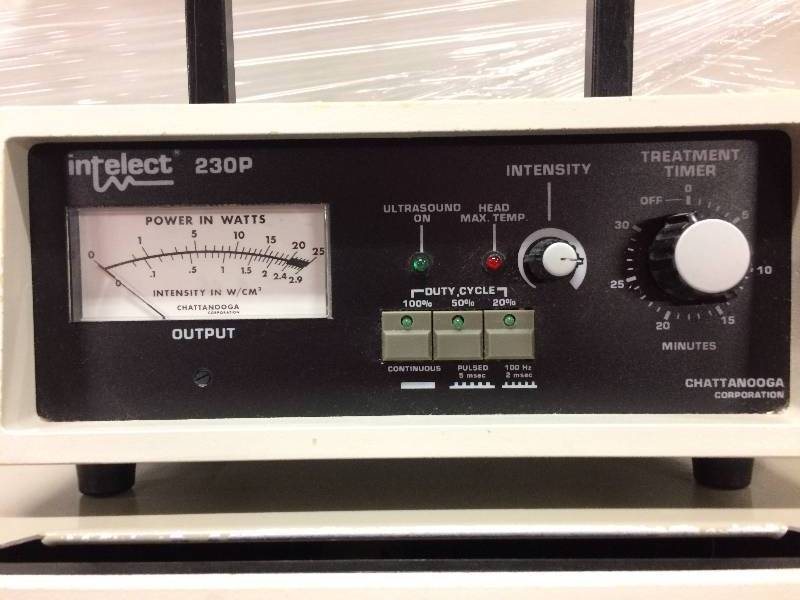 intelect® 230P
POWER IN WATTS
0 1 5 10 15 20 25
0 .1 .5 1 1.5 2 2.4 2.9
INTENSITY IN W/CM²
CHATTANOOGA
CORPORATION
OUTPUT
ULTRASOUND
ON
HEAD
MAX. TEMP.
INTENSITY
DUTY CYCLE
100% 50% 20%
CONTINUOUS
PULSED
5 msec
100 Hz
2 msec
TREATMENT
TIMER
OFF 0
5
10
15
20
25
30
MINUTES
CHATTANOOGA
CORPORATION